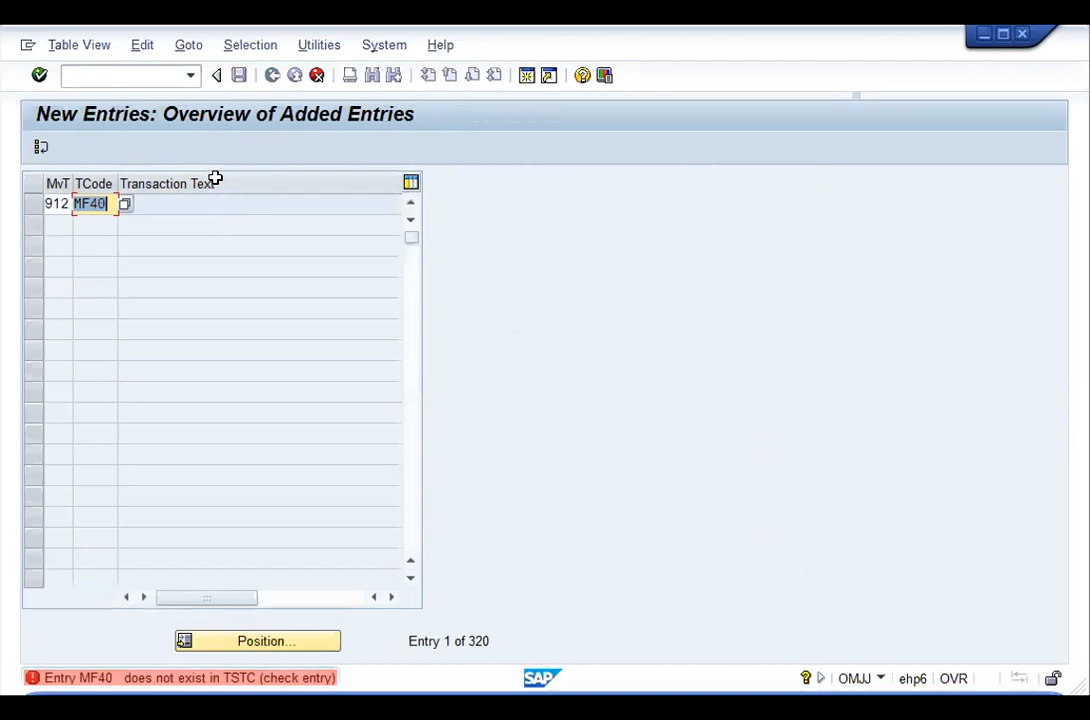 Table View Edit Goto Selection Utilities System Help
New Entries: Overview of Added Entries
MvT TCode Transaction Text
912 MF40
Position... Entry 1 of 320
Entry MF40 does not exist in TSTC (check entry) SAP OMJJ ehp6 OVR